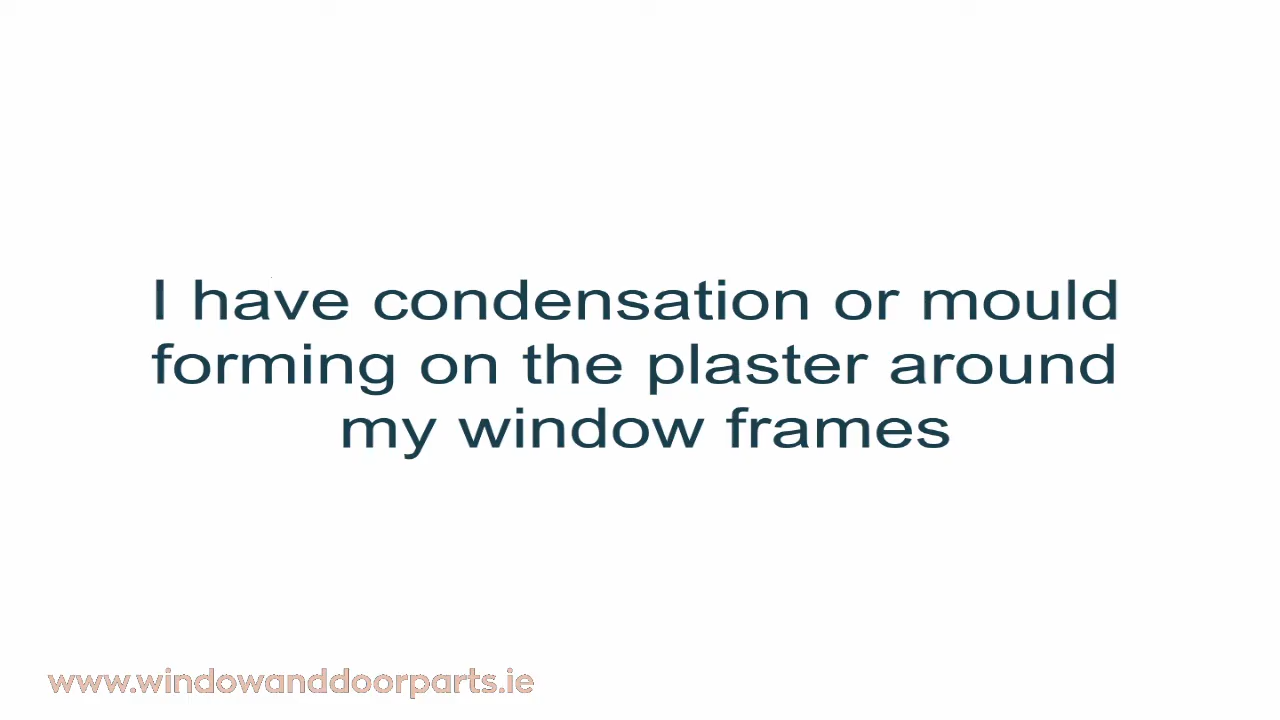 I have condensation or mould
forming on the plaster around
my window frames
www.windowanddoorparts.ie